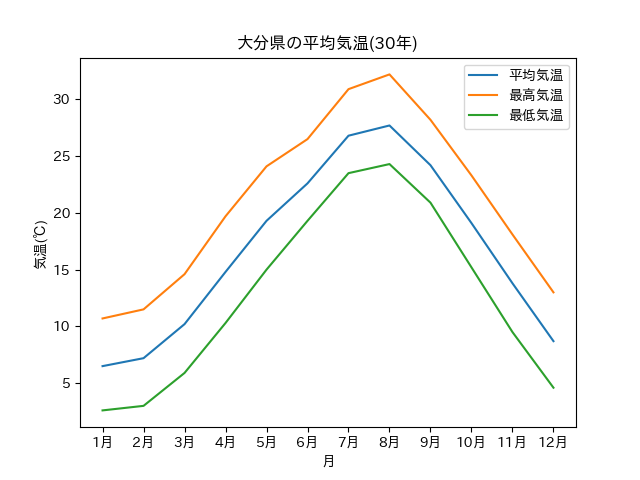 大分県の平均気温(30年)
平均気温
最高気温
最低気温
気温(℃)
30
25
20
15
10
5
1月 2月 3月 4月 5月 6月 7月 8月 9月 10月 11月 12月
月